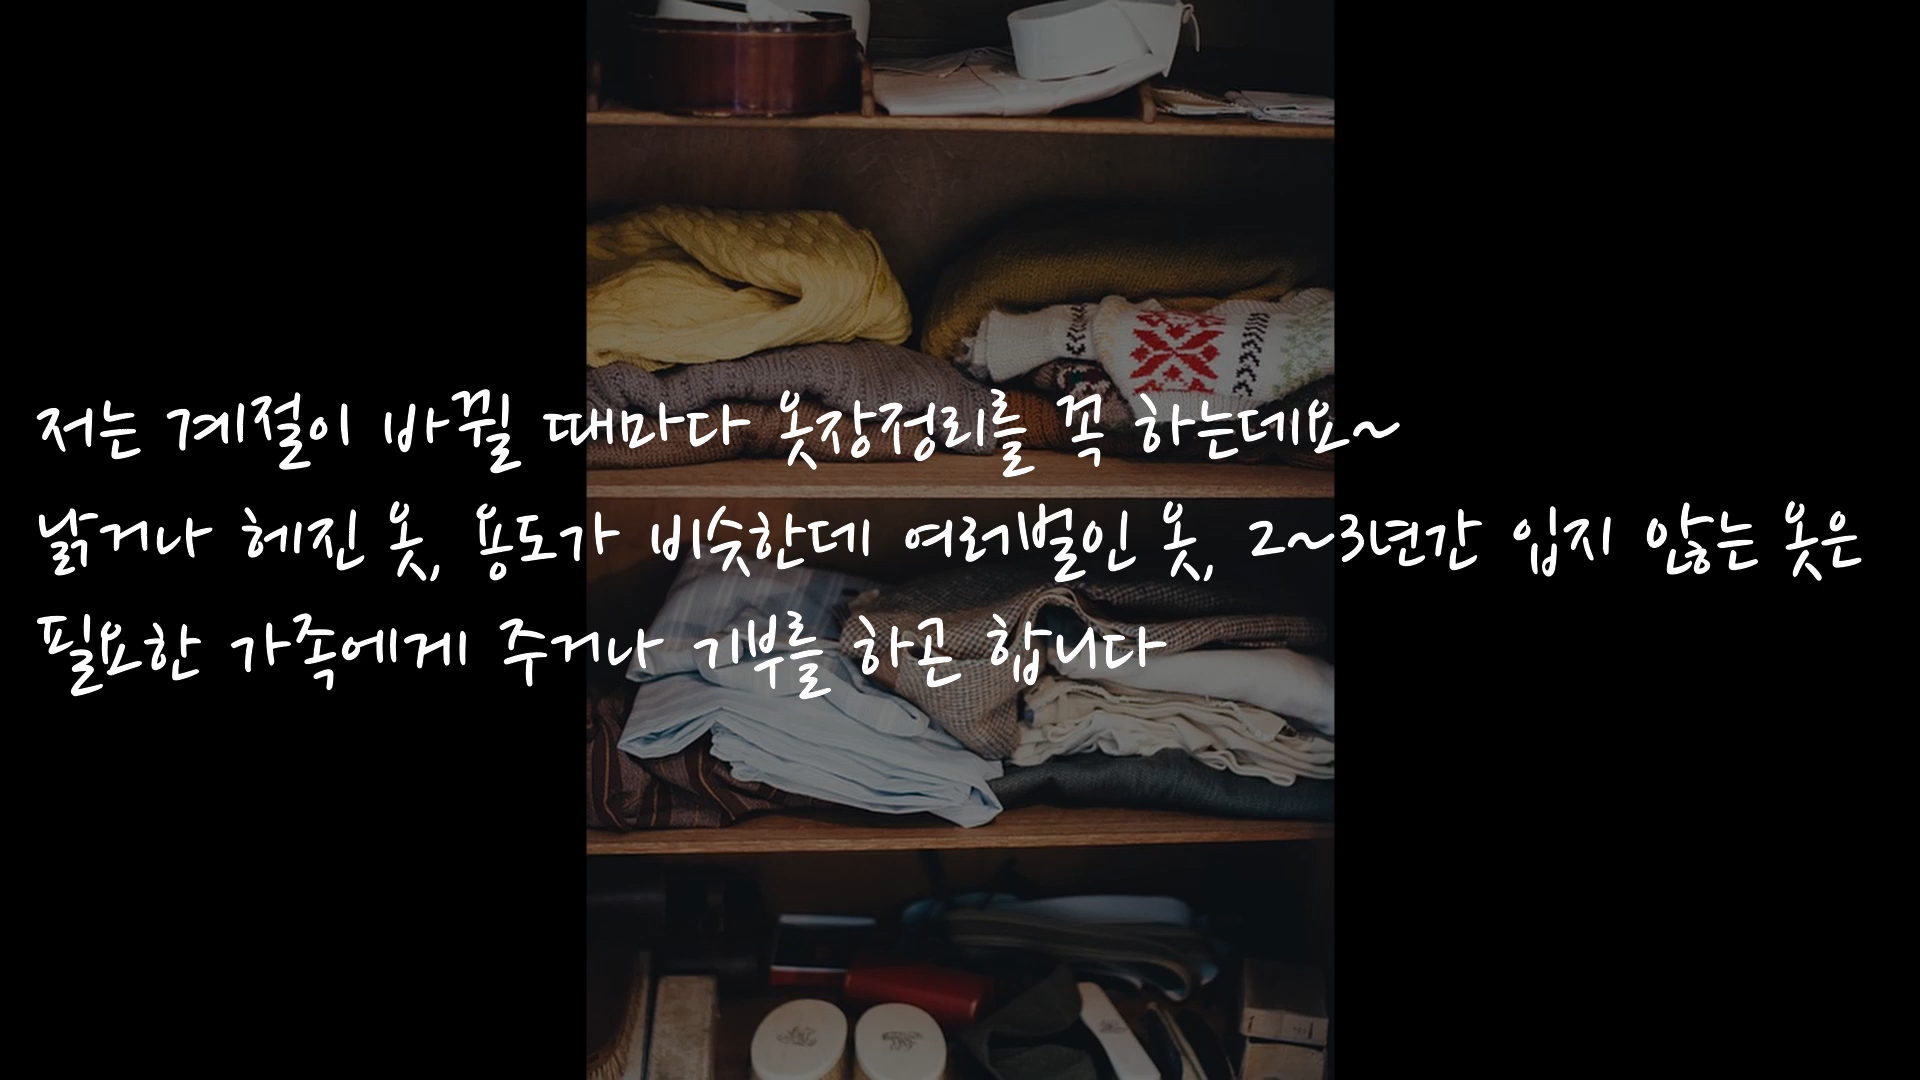 저는 계절이 바뀔 때마다 옷장정리를 꼭 하는데요~
낡거나 헤진 옷, 용도가 비슷한데 여러벌인 옷, 2~3년간 입지 않는 옷은
필요한 가족에게 주거나 기부를 하곤 합니다